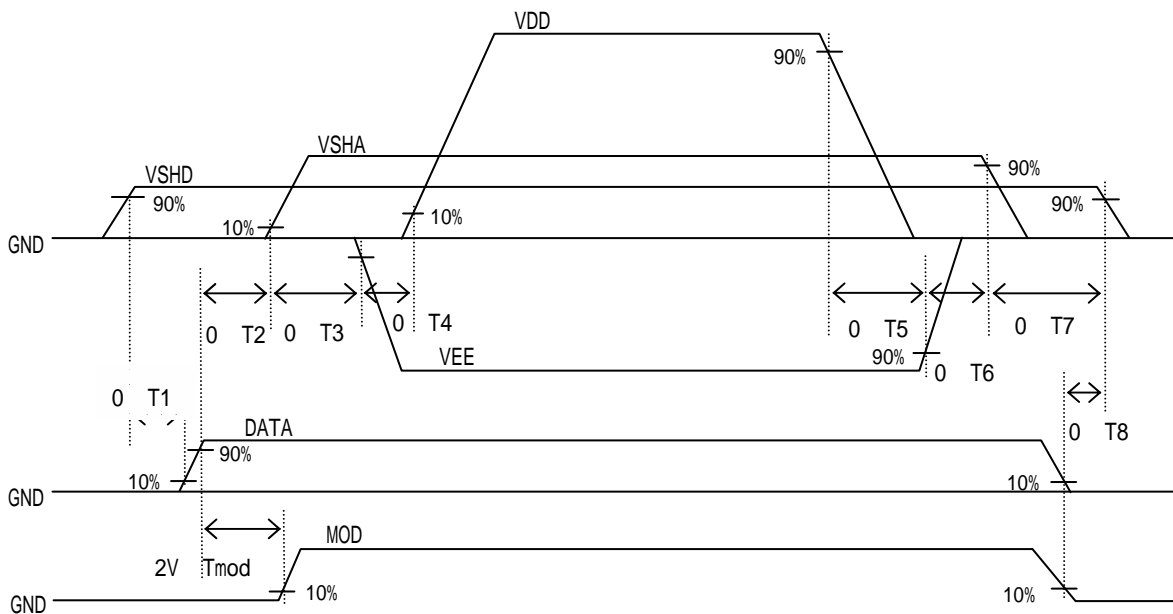 VDD
90%
VSHA
90%
VSHD
90%
10%
10%
90%
GND
0 T2
0 T3
0 T4
0 T5
0 T7
VEE
90%
0 T6
0 T1
DATA
0 T8
90%
10%
10%
GND
MOD
2V Tmod
10%
10%
GND